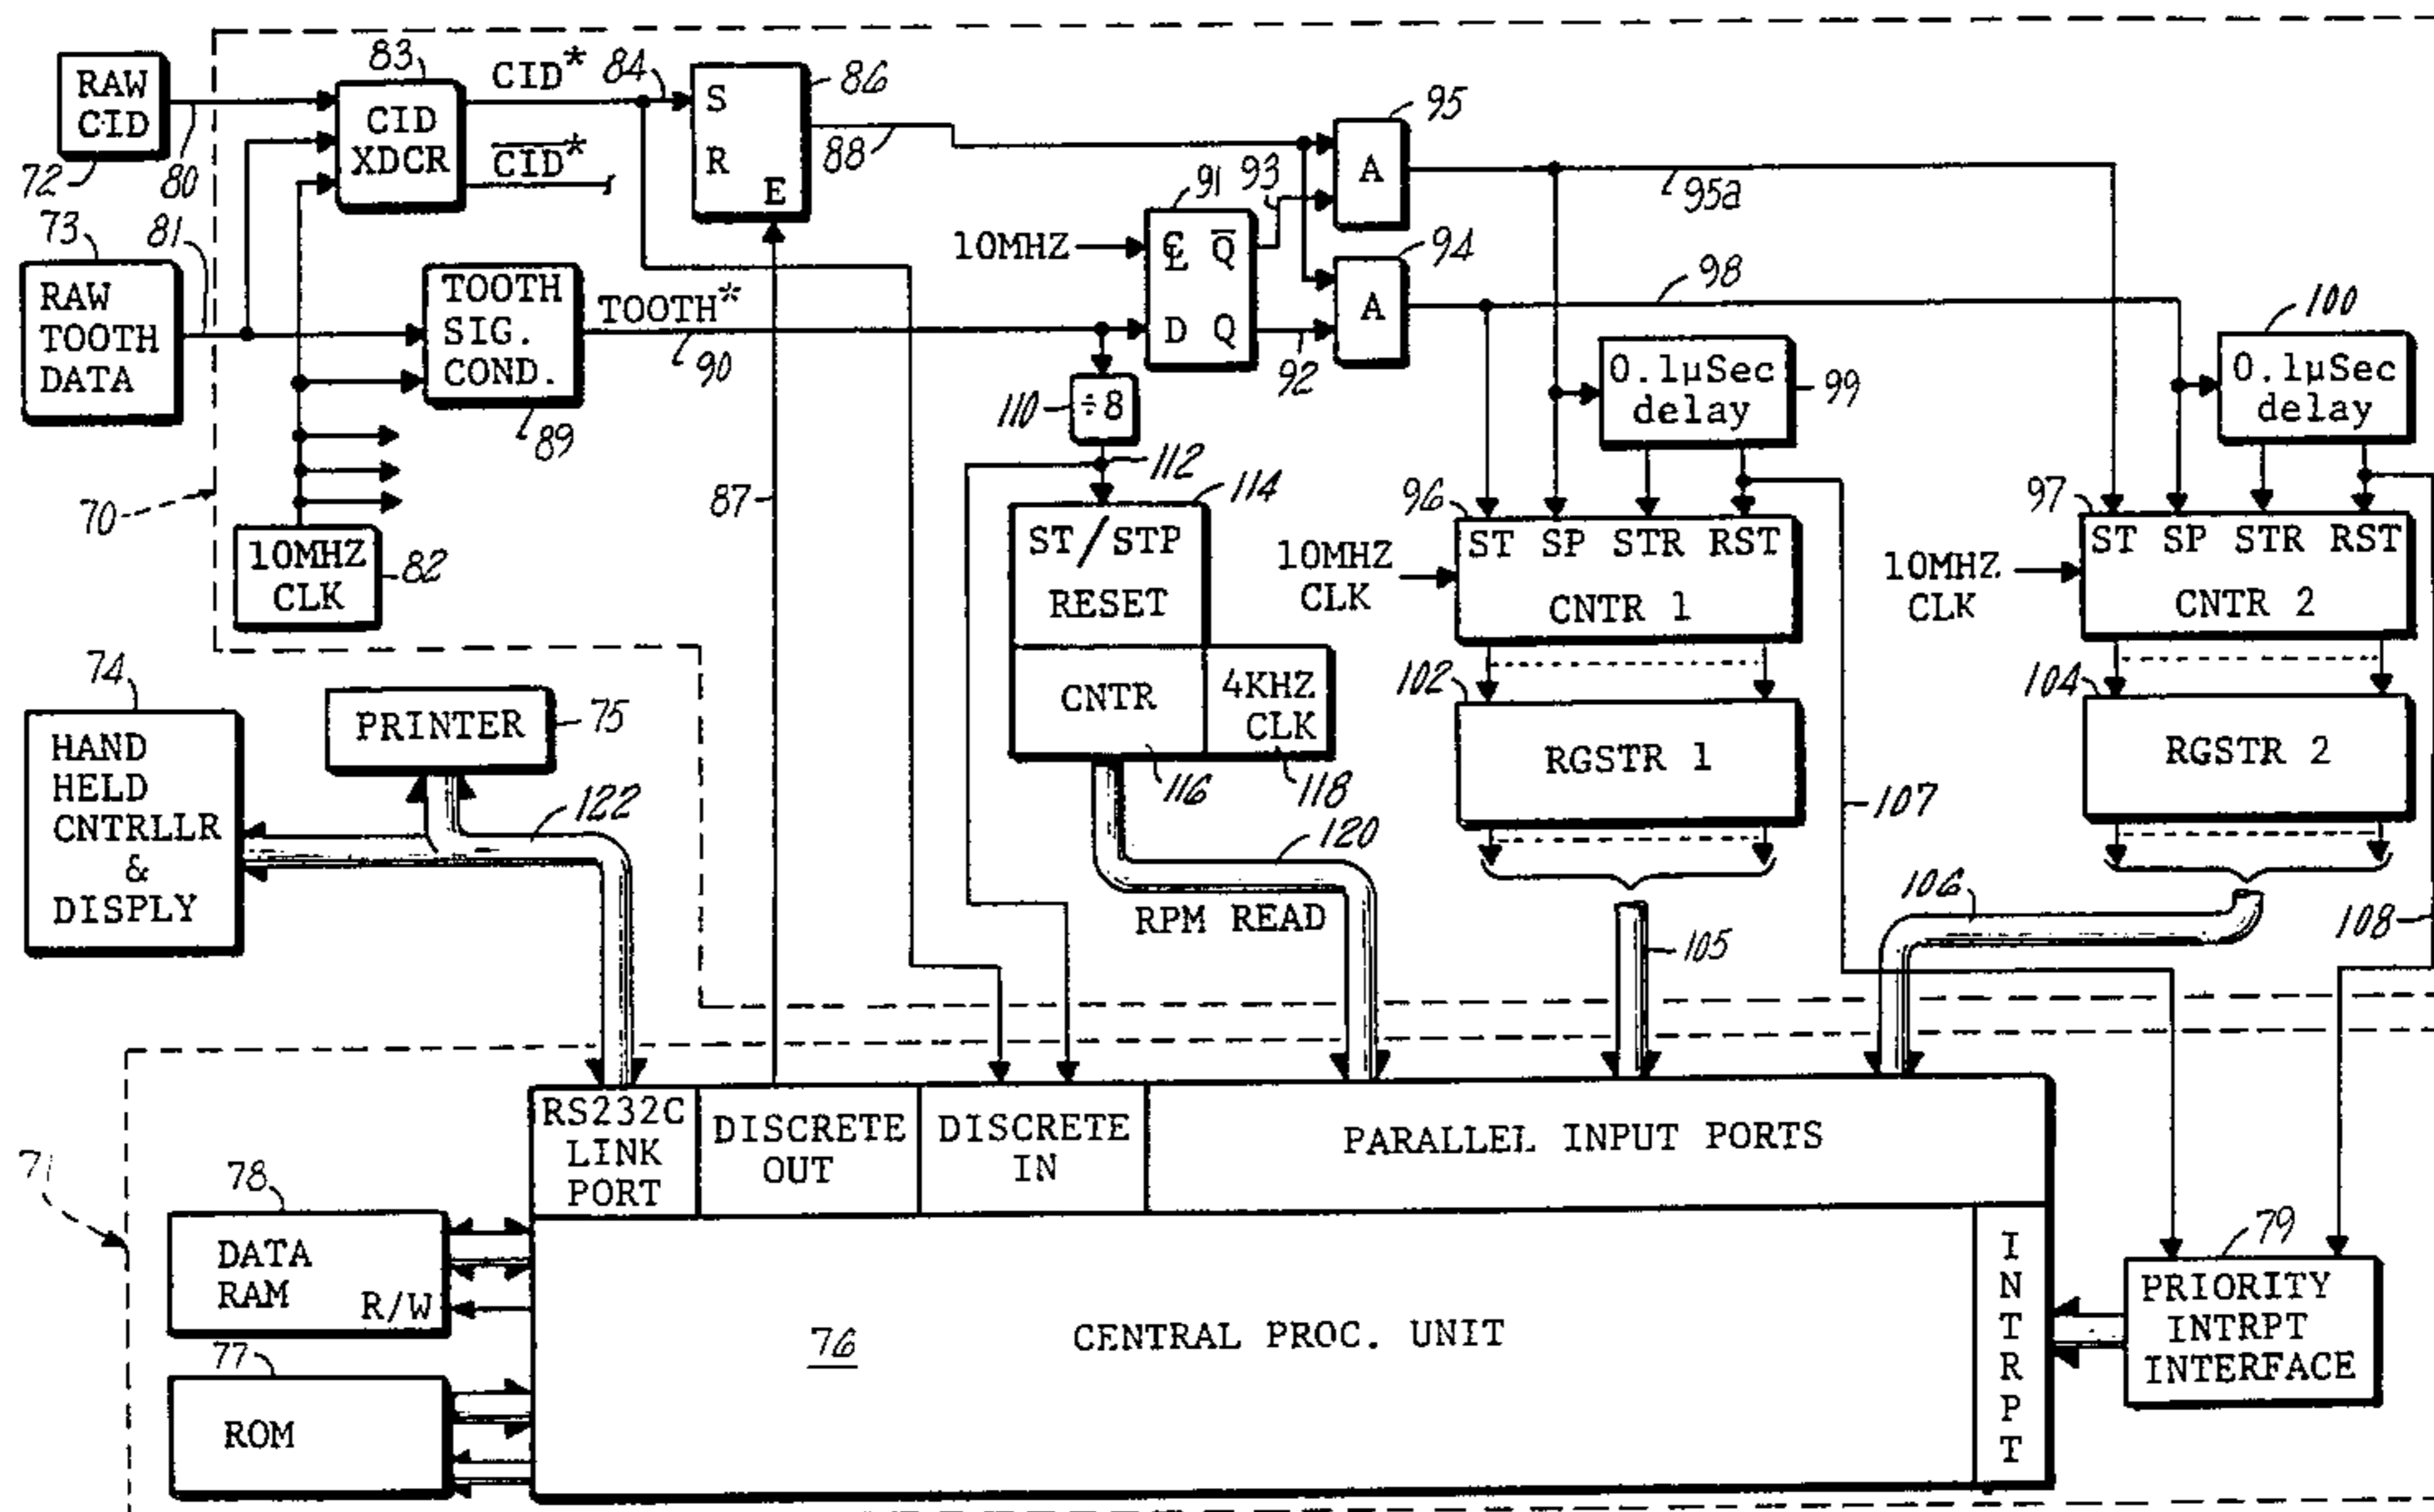 RAW
CID
72
80
83
CID
XDCR
CID*
84
CID*
S
R
E
86
88
95
A
95a
73
81
RAW
TOOTH
DATA
TOOTH
SIG.
COND.
89
TOOTH*
90
10MHZ
91
Q
D Q
93
92
94
A
98
÷8
110
112
0.1μSec
delay
99
100
0.1μSec
delay
70
10MHZ
CLK
82
87
114
ST/STP
RESET
CNTR
116
4KHZ
CLK
118
96
10MHZ
CLK
ST SP STR RST
CNTR 1
97
10MHZ
CLK
ST SP STR RST
CNTR 2
102
RGSTR 1
107
104
RGSTR 2
74
HAND
HELD
CNTRLLR
&
DISPLY
PRINTER
75
122
120
RPM READ
105
106
108
71
RS232C
LINK
PORT
DISCRETE
OUT
DISCRETE
IN
PARALLEL INPUT PORTS
78
DATA
RAM
R/W
77
ROM
76
CENTRAL PROC. UNIT
INTRPT
79
PRIORITY
INTRPT
INTERFACE